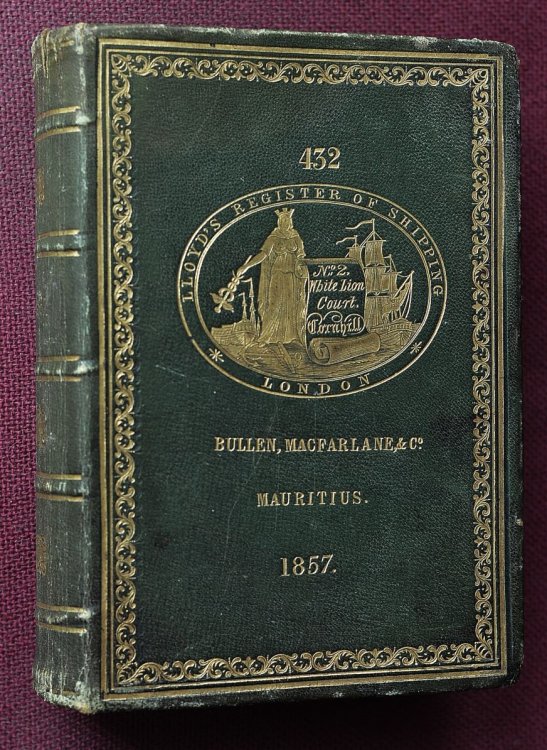 432
LLOYD'S REGISTER OF SHIPPING
Nº 2.
White Lion
Court.
Cornhill
LONDON
BULLEN, MACFARLANE, & Cº
MAURITIUS.
1857.